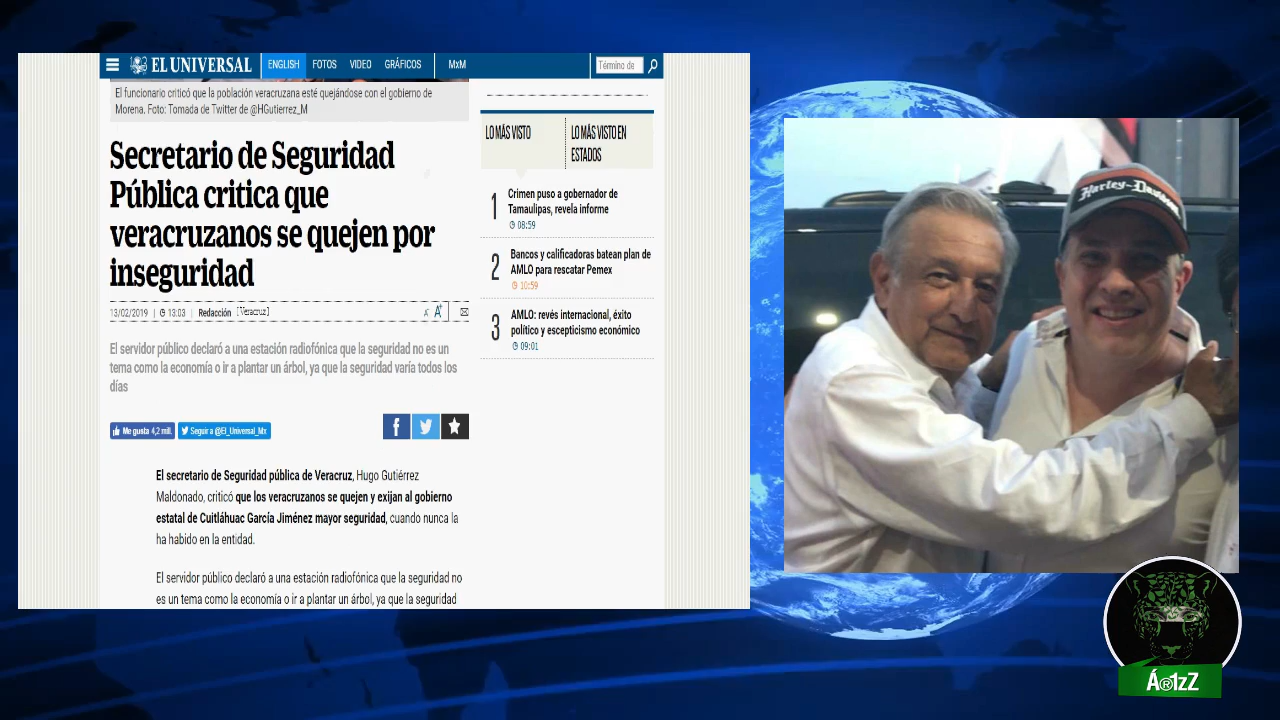 EL UNIVERSAL
ENGLISH
FOTOS
VIDEO
GRÁFICOS
MxM
Término de
El funcionario criticó que la población veracruzana esté quejándose con el gobierno de
Morena. Foto: Tomada de Twitter de @HGutierrez_M
Secretario de Seguridad
Pública critica que
veracruzanos se quejen por
inseguridad
13/02/2019 | 13:03 | Redacción [Veracruz]
A A+
El servidor público declaró a una estación radiofónica que la seguridad no es un
tema como la economía o ir a plantar un árbol, ya que la seguridad varía todos los
días
Me gusta 4,2 mill.
Seguir a @El_Universal_Mx
El secretario de Seguridad pública de Veracruz, Hugo Gutiérrez
Maldonado, criticó que los veracruzanos se quejen y exijan al gobierno
estatal de Cuitláhuac García Jiménez mayor seguridad, cuando nunca la
ha habido en la entidad.
El servidor público declaró a una estación radiofónica que la seguridad no
es un tema como la economía o ir a plantar un árbol, ya que la seguridad
LO MÁS VISTO
LO MÁS VISTO EN
ESTADOS
1
Crimen puso a gobernador de
Tamaulipas, revela informe
08:59
2
Bancos y calificadoras batean plan de
AMLO para rescatar Pemex
10:59
3
AMLO: revés internacional, éxito
político y escepticismo económico
09:01
Harley-Davidson
Á®1zZ